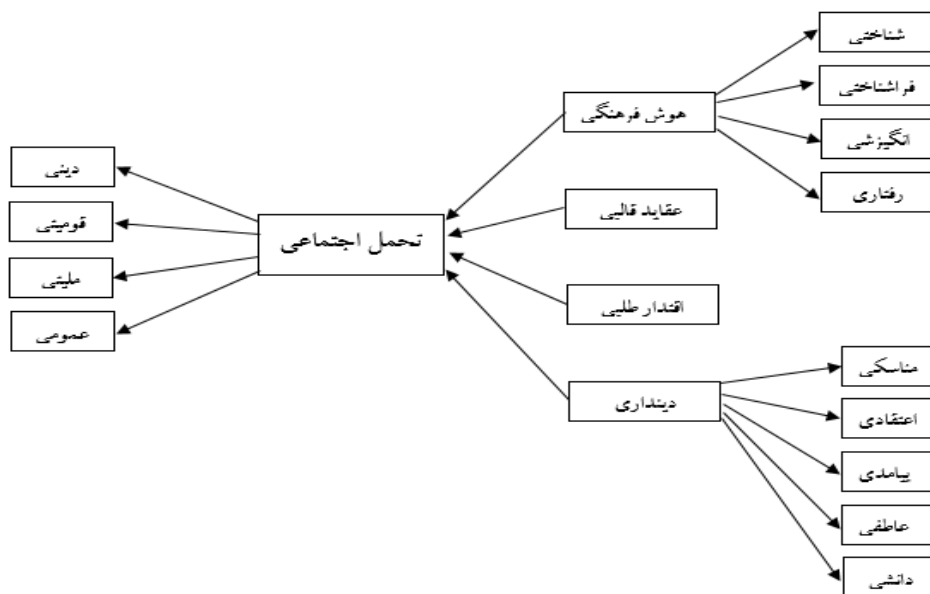 شناختی
فراشناختی
هوش فرهنگی
انگیزشی
رفتاری
دینی
عقاید قالبی
قومیتی
تحمل اجتماعی
ملیتی
اقتدار طلبی
عمومی
مناسکی
دینداری
اعتقادی
پیامدی
عاطفی
دانشی